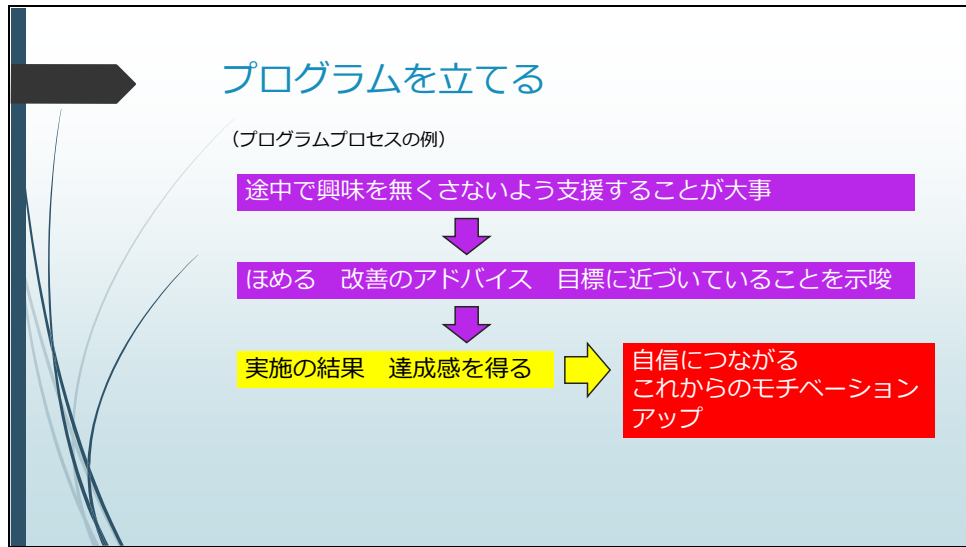 プログラムを立てる
（プログラムプロセスの例）
途中で興味を無くさないよう支援することが大事
ほめる　改善のアドバイス　目標に近づいていることを示唆
実施の結果　達成感を得る
自信につながる
これからのモチベーション
アップ